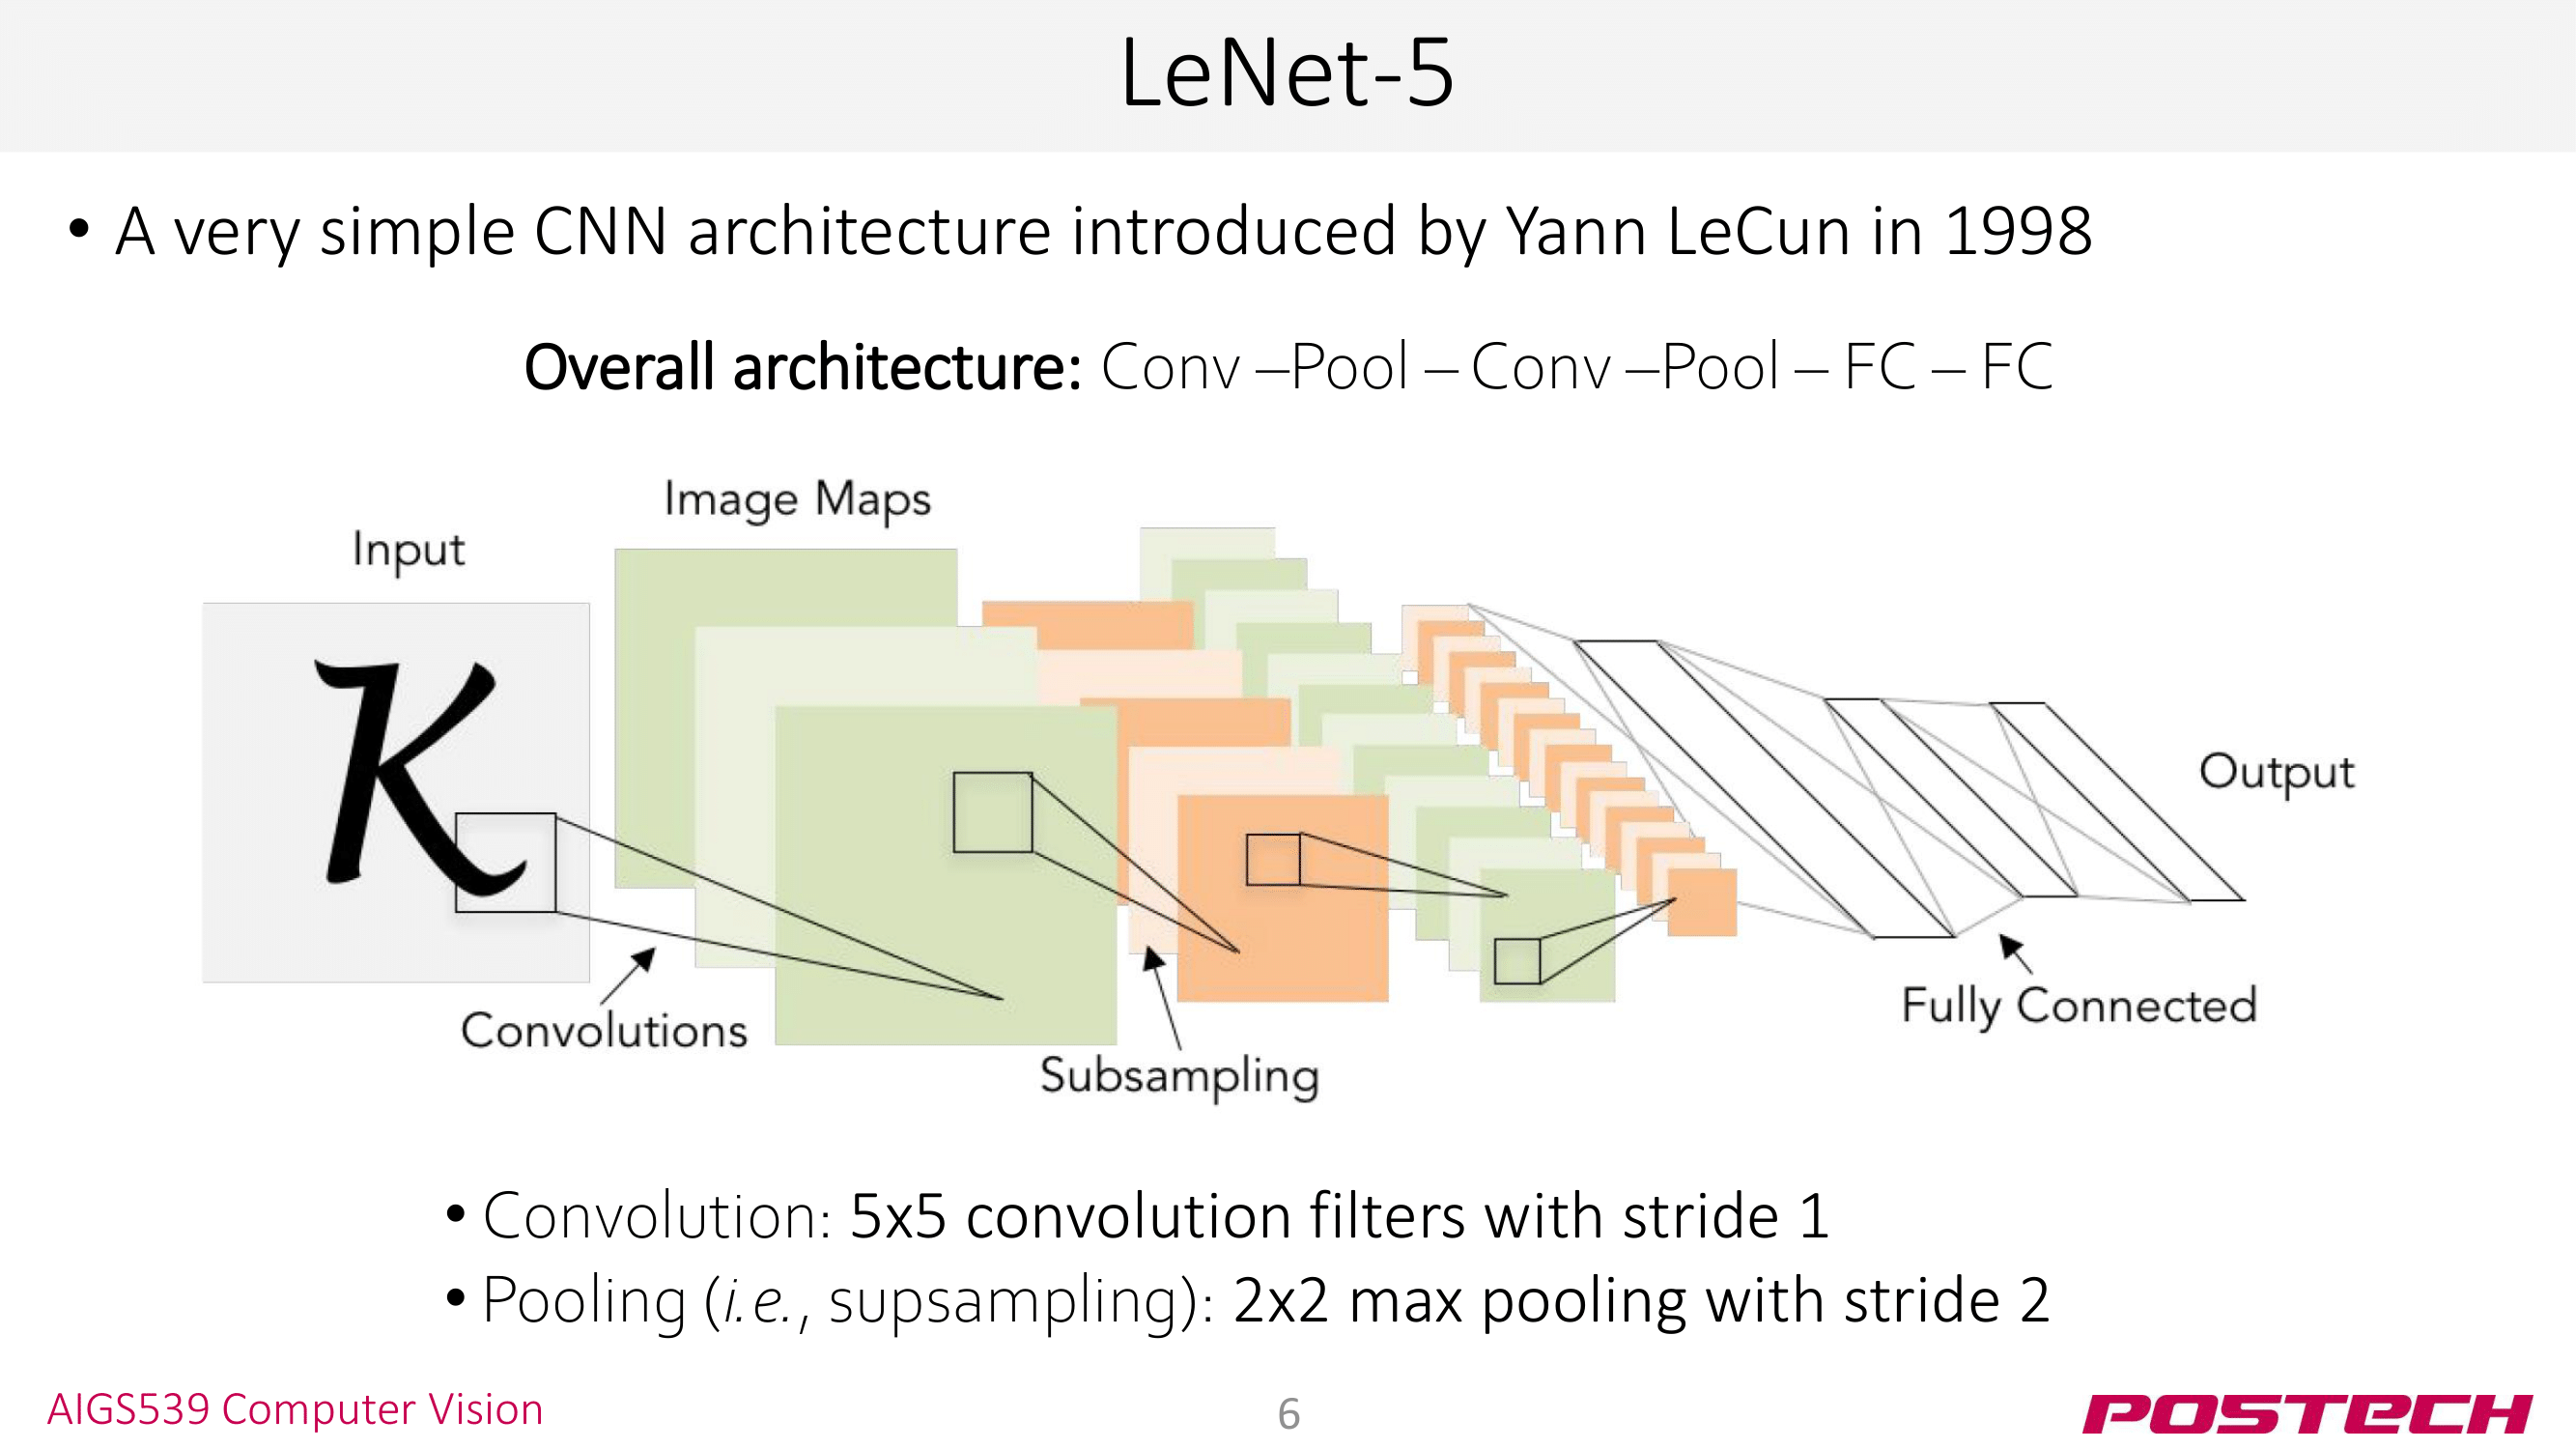 LeNet-5
• A very simple CNN architecture introduced by Yann LeCun in 1998
Overall architecture: Conv –Pool – Conv –Pool – FC – FC
Image Maps
Input
K
Output
Convolutions
Subsampling
Fully Connected
• Convolution: 5x5 convolution filters with stride 1
• Pooling (i.e., supsampling): 2x2 max pooling with stride 2
AIGS539 Computer Vision
6
POSTECH